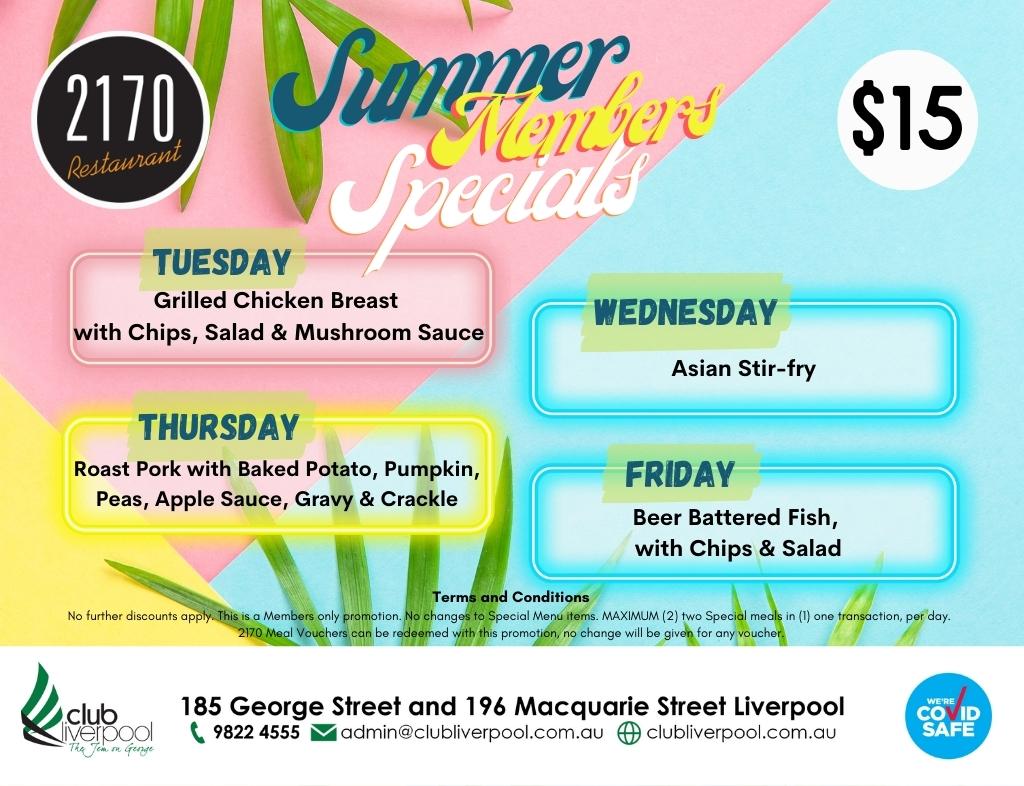 2170
Restaurant
Summer
Members
Specials
$15
TUESDAY
Grilled Chicken Breast
with Chips, Salad & Mushroom Sauce
WEDNESDAY
Asian Stir-fry
THURSDAY
Roast Pork with Baked Potato, Pumpkin,
Peas, Apple Sauce, Gravy & Crackle
FRIDAY
Beer Battered Fish,
with Chips & Salad
Terms and Conditions
No further discounts apply. This is a Members only promotion. No changes to Special Menu items. MAXIMUM (2) two Special meals in (1) one transaction, per day.
2170 Meal Vouchers can be redeemed with this promotion, no change will be given for any voucher.
club
liverpool
The Jem on George
185 George Street and 196 Macquarie Street Liverpool
9822 4555 admin@clubliverpool.com.au clubliverpool.com.au
WE'RE
COVID
SAFE